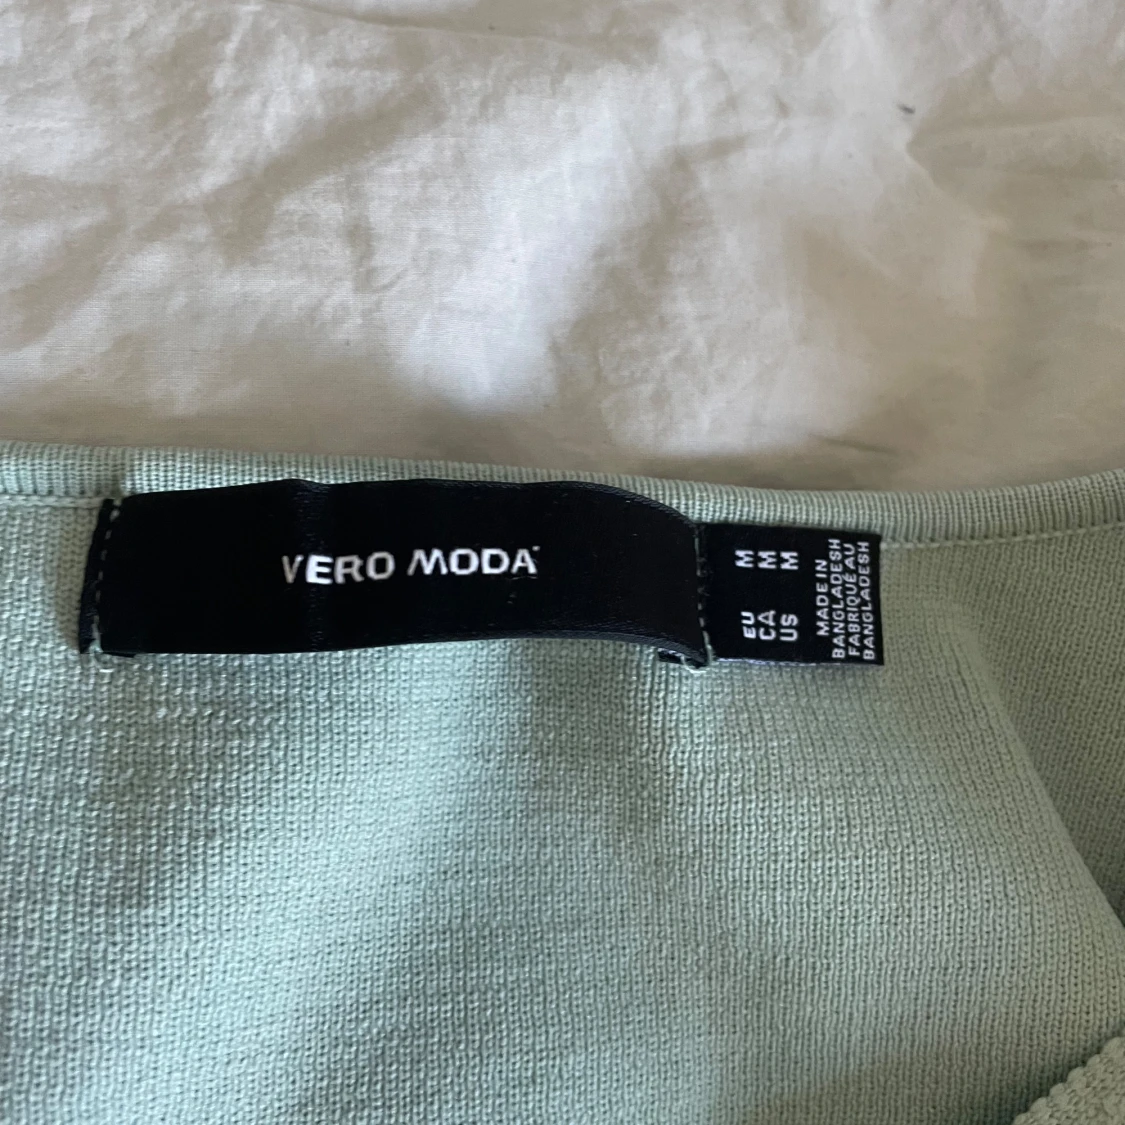 VERO MODA
EU M
CA M
US M
MADE IN
BANGLADESH
FABRIQUÉ AU
BANGLADESH